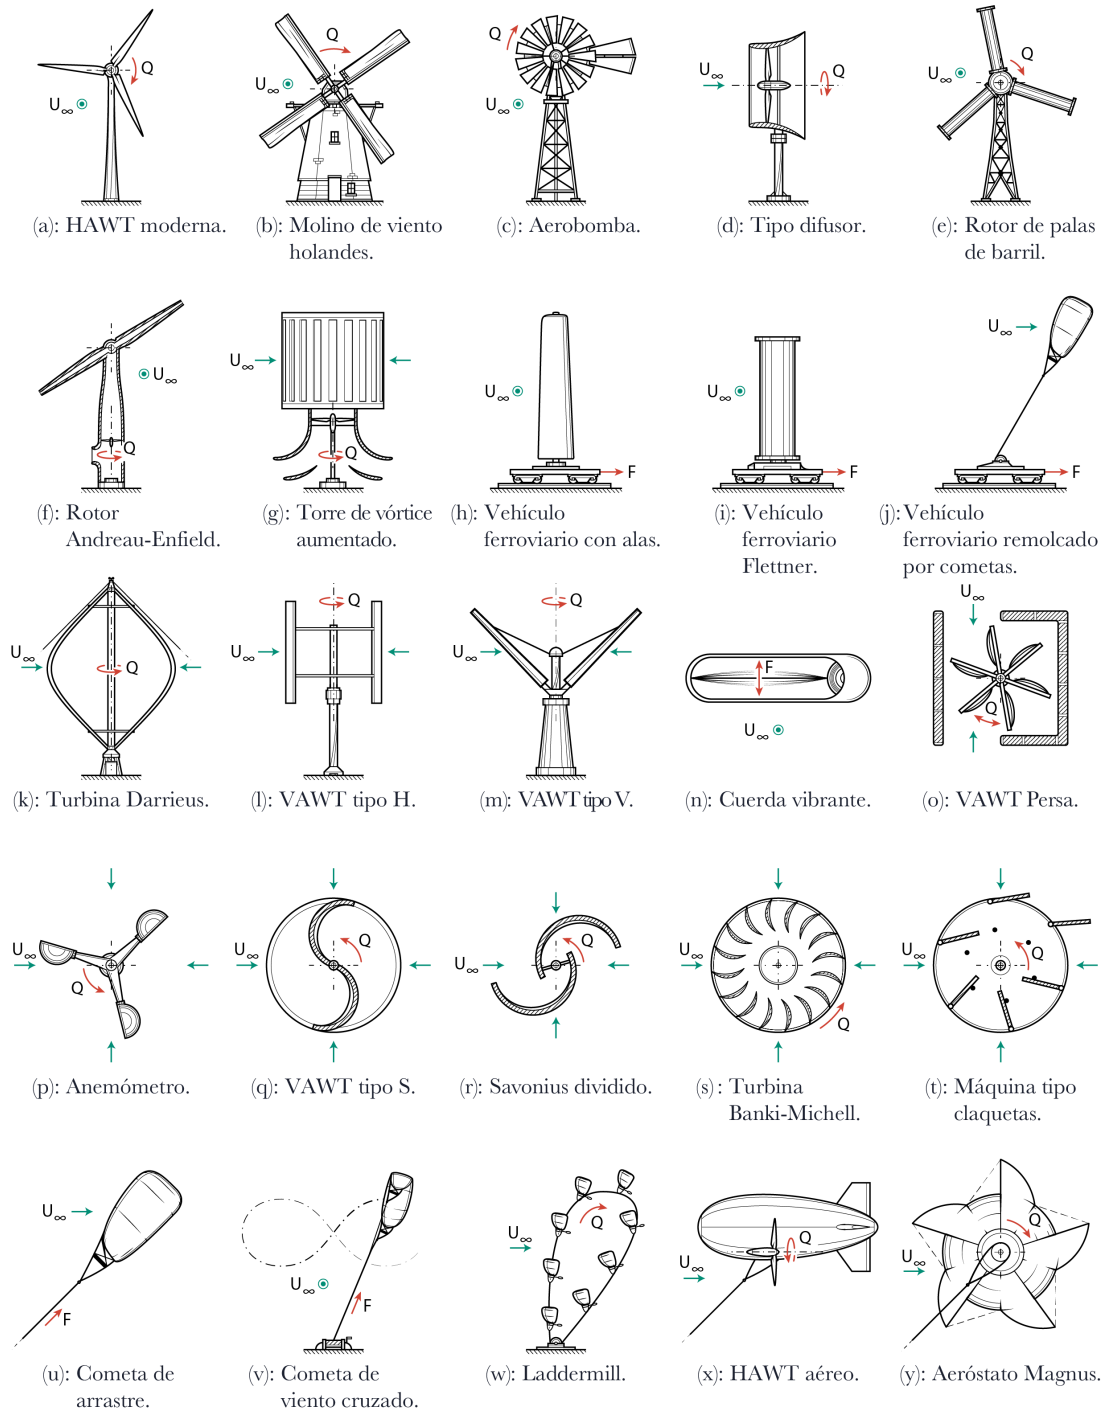 Q
U∞
(a): HAWT moderna.
Q
U∞
(b): Molino de viento
holandes.
Q
U∞
(c): Aerobomba.
U∞
Q
(d): Tipo difusor.
Q
U∞
(e): Rotor de palas
de barril.
U∞
Q
(f): Rotor
Andreau-Enfield.
U∞
Q
(g): Torre de vórtice
aumentado.
U∞
F
(h): Vehículo
ferroviario con alas.
U∞
F
(i): Vehículo
ferroviario
Flettner.
U∞
F
(j): Vehículo
ferroviario remolcado
por cometas.
U∞
Q
(k): Turbina Darrieus.
Q
U∞
(l): VAWT tipo H.
Q
U∞
(m): VAWT tipo V.
F
U∞
(n): Cuerda vibrante.
U∞
Q
(o): VAWT Persa.
U∞
Q
(p): Anemómetro.
Q
U∞
(q): VAWT tipo S.
Q
U∞
(r): Savonius dividido.
U∞
Q
(s): Turbina
Banki-Michell.
U∞
Q
(t): Máquina tipo
claquetas.
U∞
F
(u): Cometa de
arrastre.
U∞
F
(v): Cometa de
viento cruzado.
Q
U∞
(w): Laddermill.
Q
U∞
(x): HAWT aéreo.
Q
U∞
(y): Aeróstato Magnus.